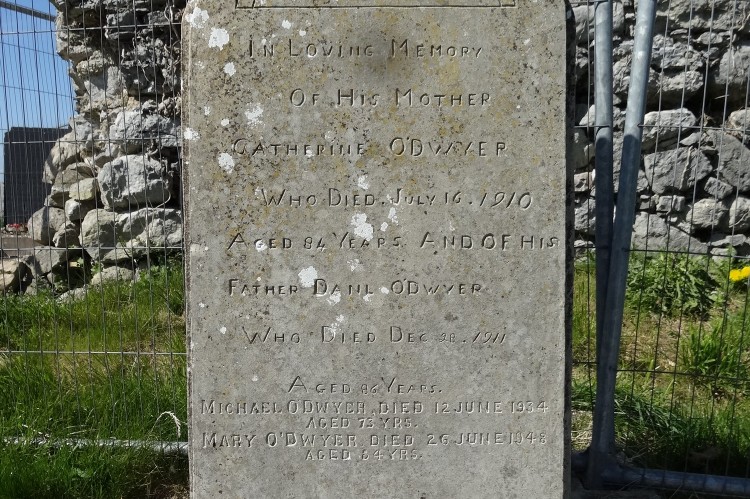 In Loving Memory
Of His Mother
Catherine O'Dwyer
Who Died. July 16. 1910
Aged 84 Years. And Of His
Father Danl O'Dwyer
Who Died Dec 28. 1911
Aged 86 Years.
MICHAEL O'DWYER, DIED 12 JUNE 1934
AGED 75 YRS.
MARY O'DWYER, DIED 26 JUNE 1948
AGED 84 YRS.